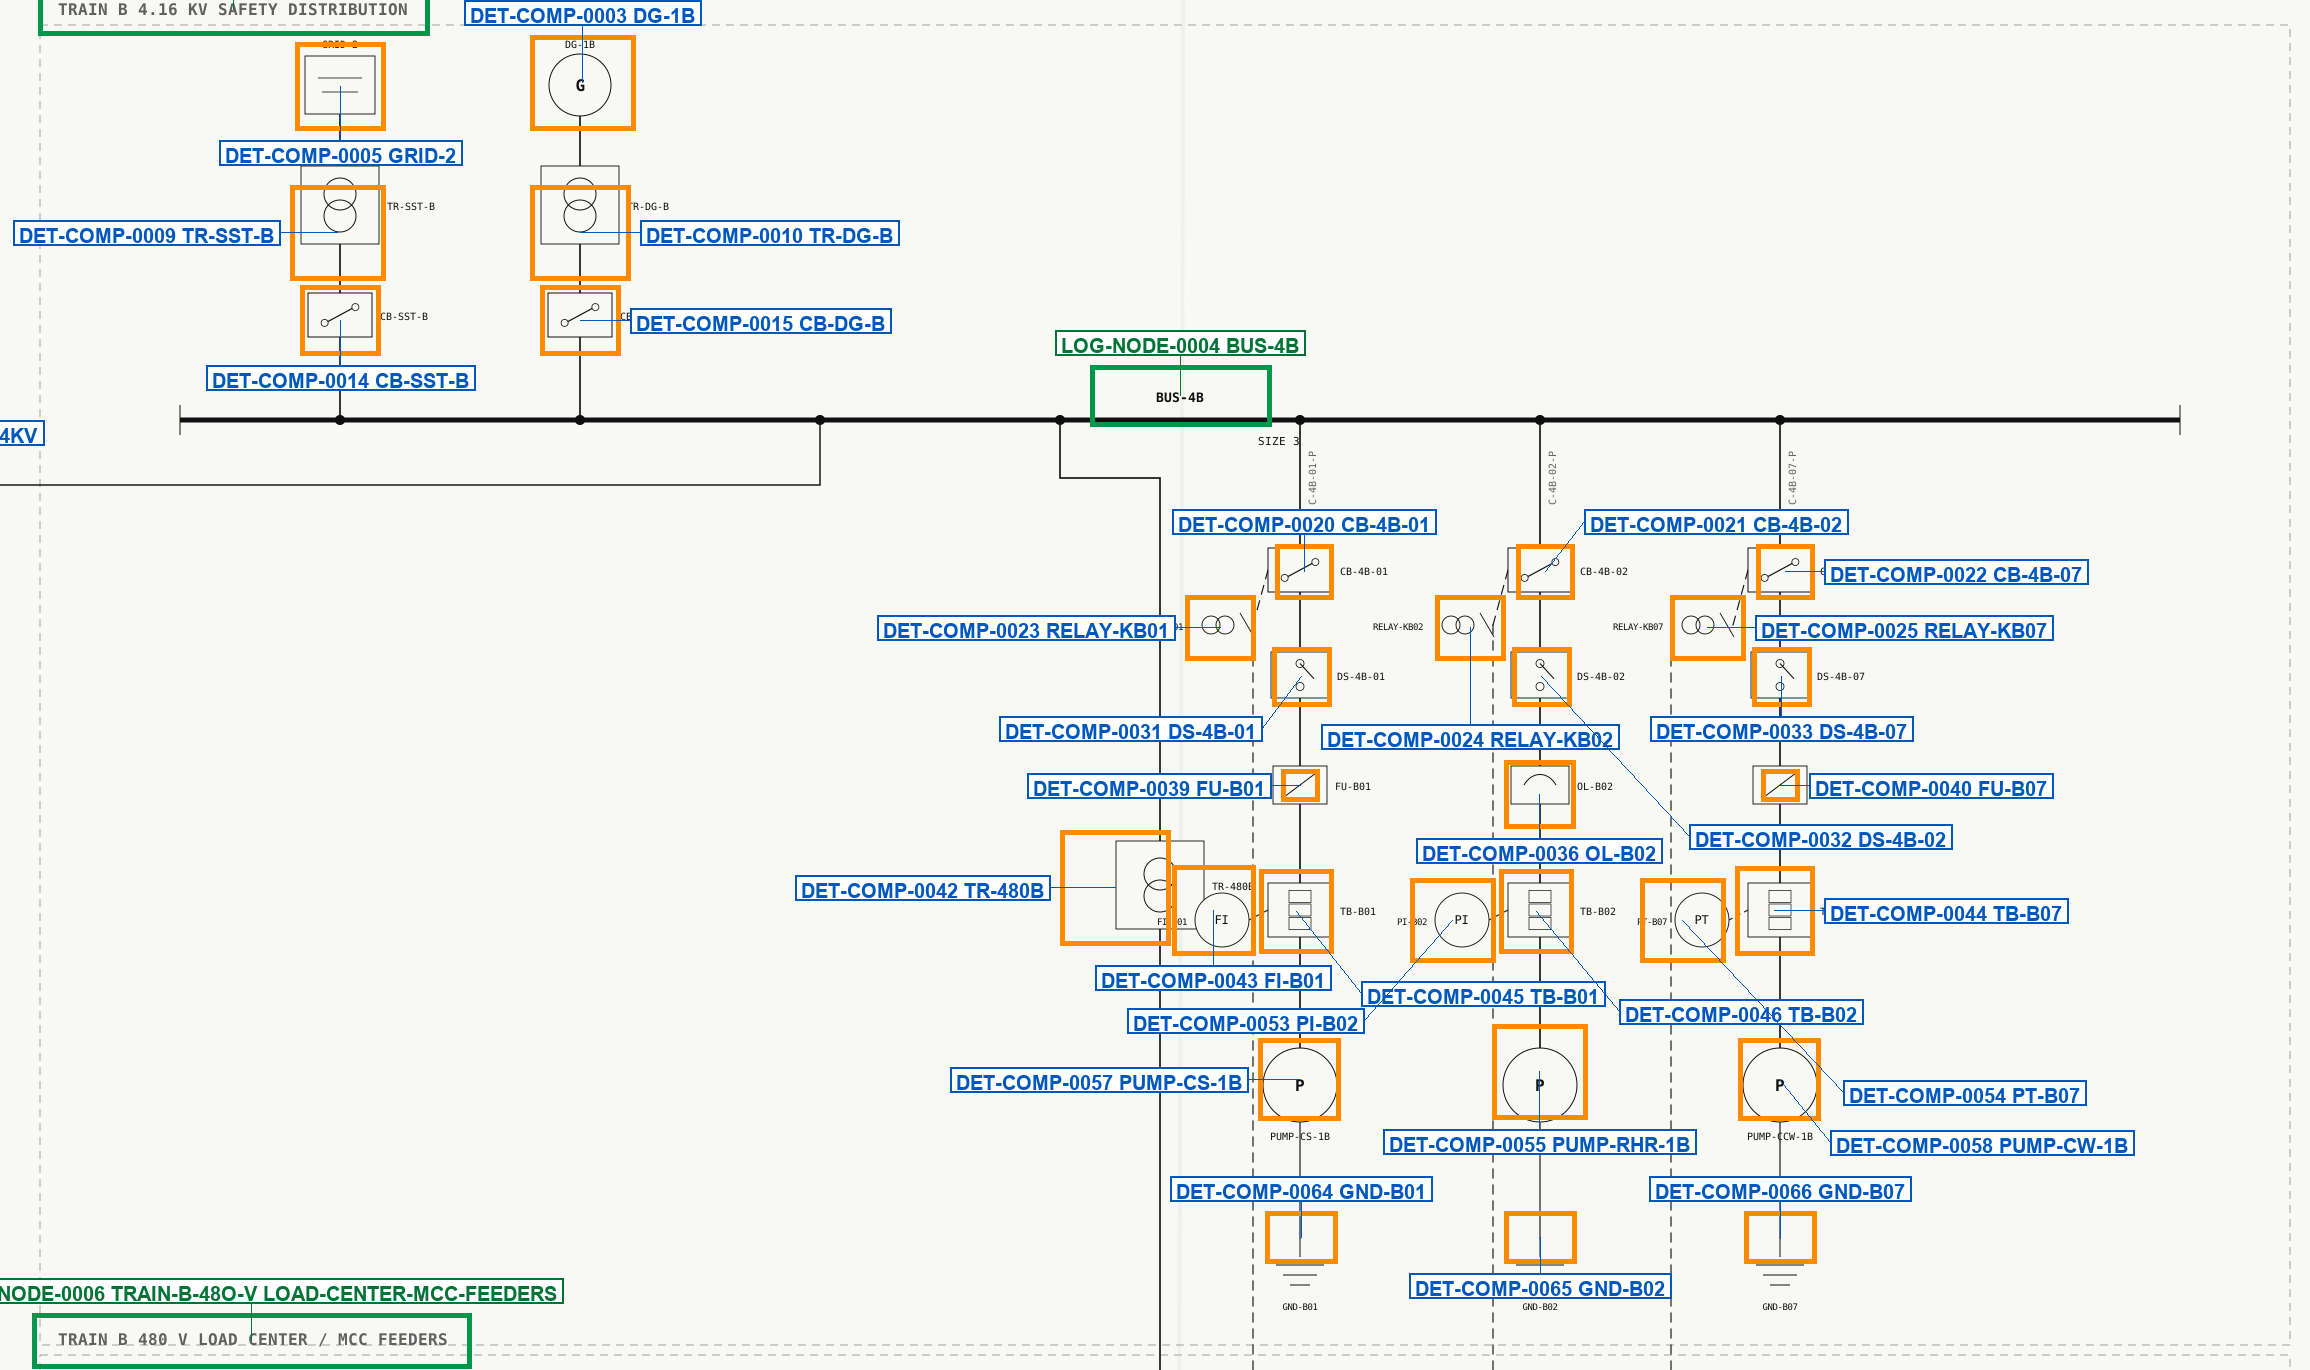 TRAIN B 4.16 KV SAFETY DISTRIBUTION
DET-COMP-0003 DG-1B
DG-1B
G
DET-COMP-0005 GRID-2
TR-SST-B
TR-DG-B
DET-COMP-0009 TR-SST-B
DET-COMP-0010 TR-DG-B
CB-SST-B
DET-COMP-0015 CB-DG-B
LOG-NODE-0004 BUS-4B
DET-COMP-0014 CB-SST-B
BUS-4B
4KV
SIZE 3
C-4B-01-P
C-4B-02-P
C-4B-07-P
DET-COMP-0020 CB-4B-01
DET-COMP-0021 CB-4B-02
CB-4B-01
CB-4B-02
DET-COMP-0022 CB-4B-07
DET-COMP-0023 RELAY-KB01
RELAY-KB02
RELAY-KB07
DET-COMP-0025 RELAY-KB07
DS-4B-01
DS-4B-02
DS-4B-07
DET-COMP-0031 DS-4B-01
DET-COMP-0024 RELAY-KB02
DET-COMP-0033 DS-4B-07
DET-COMP-0039 FU-B01
FU-B01
OL-B02
DET-COMP-0040 FU-B07
DET-COMP-0032 DS-4B-02
DET-COMP-0036 OL-B02
DET-COMP-0042 TR-480B
TR-480B
FI
TB-B01
PI-B02
PI
TB-B02
PT-B07
PT
DET-COMP-0044 TB-B07
DET-COMP-0043 FI-B01
DET-COMP-0045 TB-B01
DET-COMP-0046 TB-B02
DET-COMP-0053 PI-B02
DET-COMP-0057 PUMP-CS-1B
P
P
P
DET-COMP-0054 PT-B07
PUMP-CS-1B
DET-COMP-0055 PUMP-RHR-1B
PUMP-CCW-1B
DET-COMP-0058 PUMP-CW-1B
DET-COMP-0064 GND-B01
DET-COMP-0066 GND-B07
DET-COMP-0065 GND-B02
GND-B01
GND-B02
GND-B07
NODE-0006 TRAIN-B-48O-V LOAD-CENTER-MCC-FEEDERS
TRAIN B 480 V LOAD CENTER / MCC FEEDERS